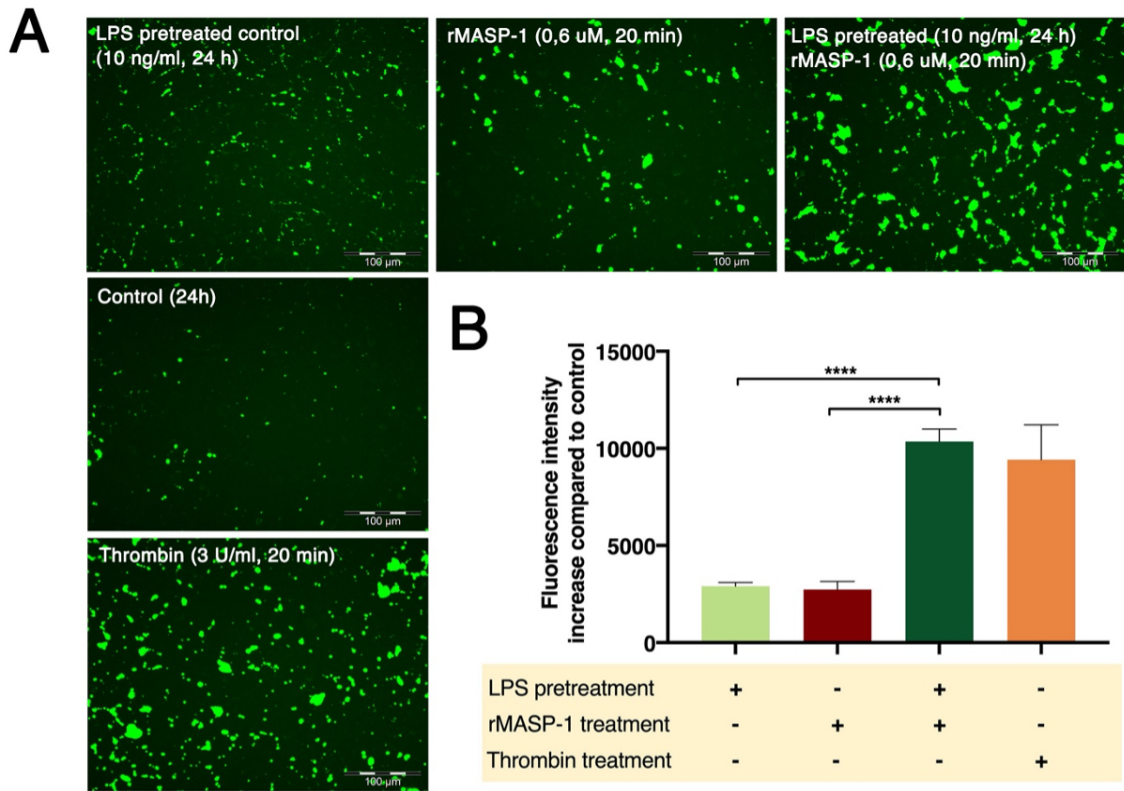 A
LPS pretreated control
(10 ng/ml, 24 h)
100 µm
rMASP-1 (0,6 uM, 20 min)
100 µm
LPS pretreated (10 ng/ml, 24 h)
rMASP-1 (0,6 uM, 20 min)
100 µm
Control (24h)
100 µm
Thrombin (3 U/ml, 20 min)
100 µm
B
Fluorescence intensity
increase compared to control
15000
10000
5000
0
****
****
LPS pretreatment + - + -
rMASP-1 treatment - + + -
Thrombin treatment - - - +